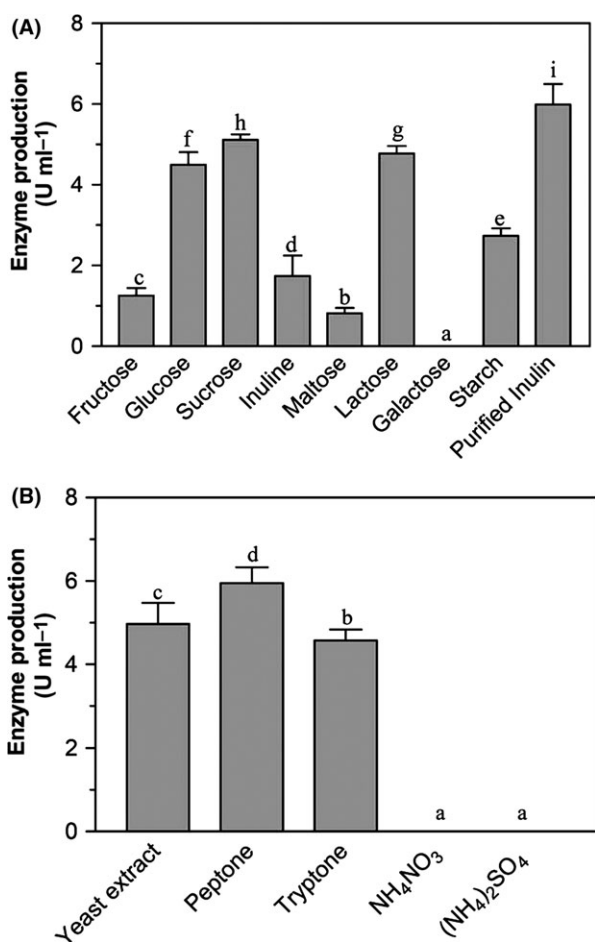 (A)
8
6
4
2
0
Enzyme production
(U ml−1)
c
f
h
d
b
g
a
e
i
Fructose
Glucose
Sucrose
Inuline
Maltose
Lactose
Galactose
Starch
Purified Inulin
(B)
8
6
4
2
0
Enzyme production
(U ml−1)
c
d
b
a
a
Yeast extract
Peptone
Tryptone
NH₄NO₃
(NH₄)₂SO₄